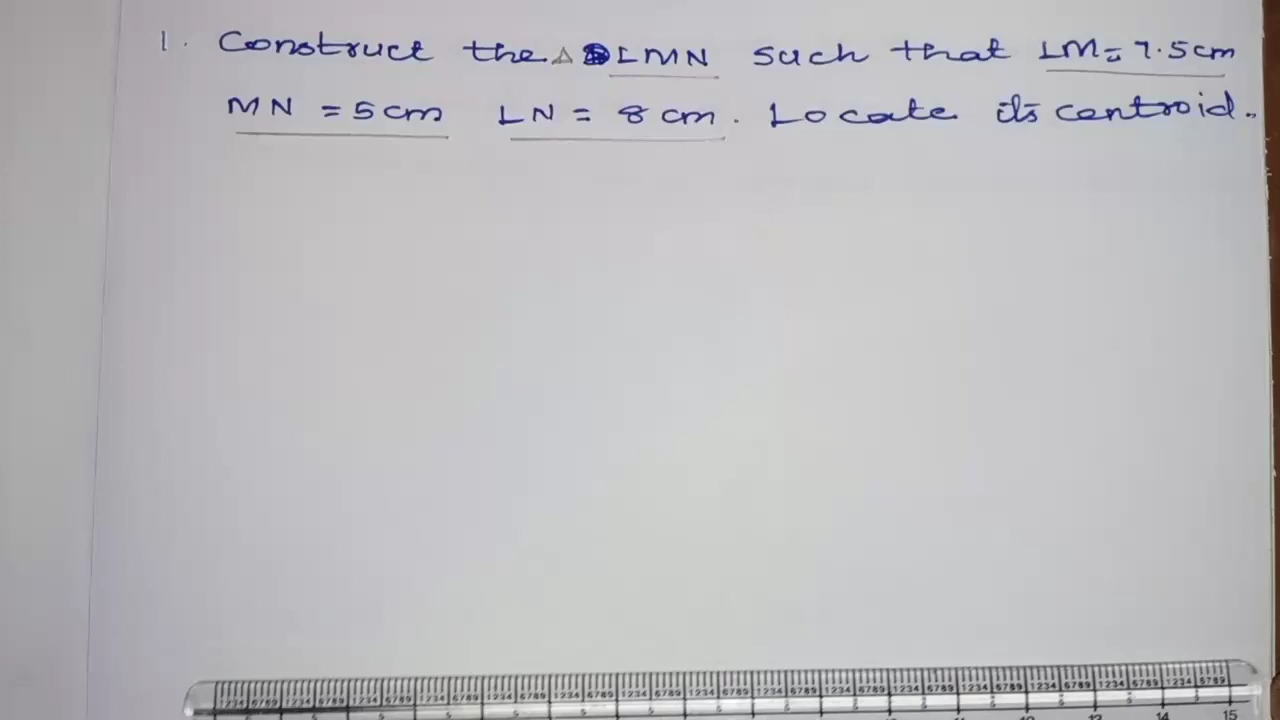 1. Construct the △ LMN such that LM = 7.5cm
MN = 5cm LN = 8 cm. Locate its centroid.